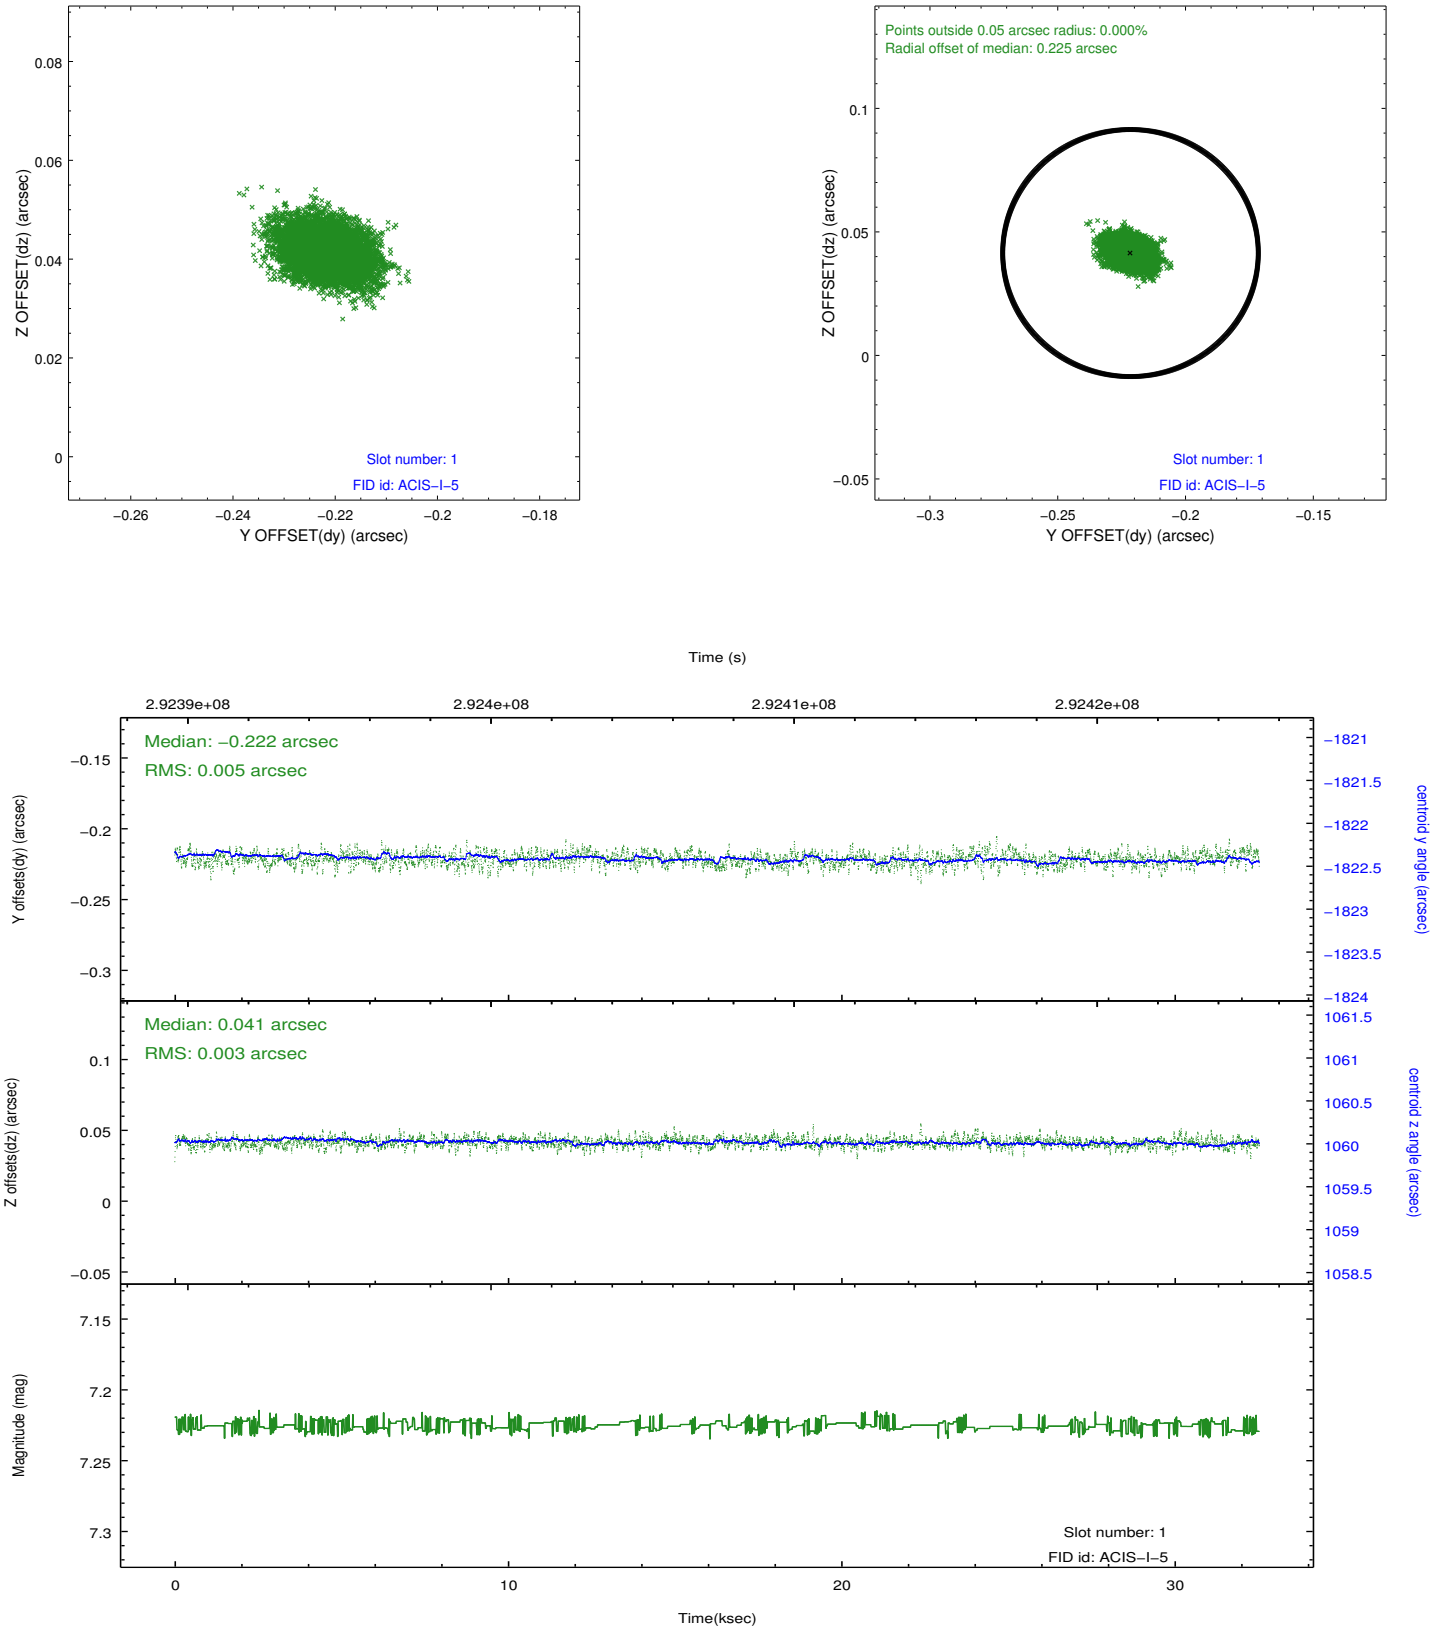 0.08
0.06
0.04
0.02
0
Z OFFSET(dz) (arcsec)
Slot number: 1
FID id: ACIS−I−5
−0.26
−0.24
−0.22
−0.2
−0.18
Y OFFSET(dy) (arcsec)
Points outside 0.05 arcsec radius: 0.000%
Radial offset of median: 0.225 arcsec
0.1
0.05
0
−0.05
Z OFFSET(dz) (arcsec)
Slot number: 1
FID id: ACIS−I−5
−0.3
−0.25
−0.2
−0.15
Y OFFSET(dy) (arcsec)
Time (s)
2.9239e+08
2.924e+08
2.9241e+08
2.9242e+08
Median: −0.222 arcsec
RMS: 0.005 arcsec
−0.15
−0.2
−0.25
−0.3
Y offsets(dy) (arcsec)
−1821
−1821.5
−1822
−1822.5
−1823
−1823.5
−1824
centroid y angle (arcsec)
Median: 0.041 arcsec
RMS: 0.003 arcsec
0.1
0.05
0
−0.05
Z offsets(dz) (arcsec)
1061.5
1061
1060.5
1060
1059.5
1059
1058.5
centroid z angle (arcsec)
7.15
7.2
7.25
7.3
Magnitude (mag)
Slot number: 1
FID id: ACIS−I−5
0
10
20
30
Time(ksec)